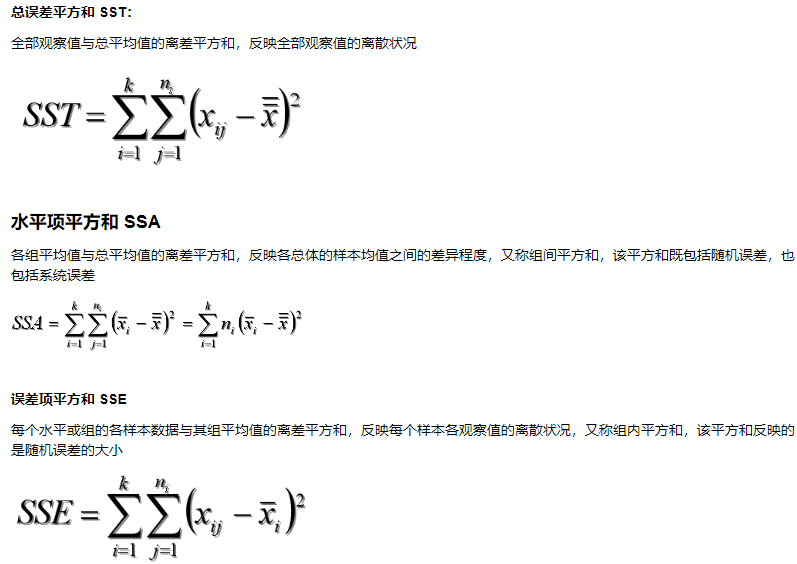 总误差平方和 SST：
全部观察值与总平均值的离差平方和，反映全部观察值的离散状况
$SST = \sum_{i=1}^{k} \sum_{j=1}^{n_i} \left( x_{ij} - \bar{\bar{x}} \right)^2$
水平项平方和 SSA
各组平均值与总平均值的离差平方和，反映各总体的样本均值之间的差异程度，又称组间平方和，该平方和既包括随机误差，也
包括系统误差
$SSA = \sum_{i=1}^{k} \sum_{j=1}^{n_i} \left( \bar{x}_i - \bar{\bar{x}} \right)^2 = \sum_{i=1}^{k} n_i \left( \bar{x}_i - \bar{\bar{x}} \right)^2$
误差项平方和 SSE
每个水平或组的各样本数据与其组平均值的离差平方和，反映每个样本各观察值的离散状况，又称组内平方和，该平方和反映的
是随机误差的大小
$SSE = \sum_{i=1}^{k} \sum_{j=1}^{n_i} \left( x_{ij} - \bar{x}_i \right)^2$